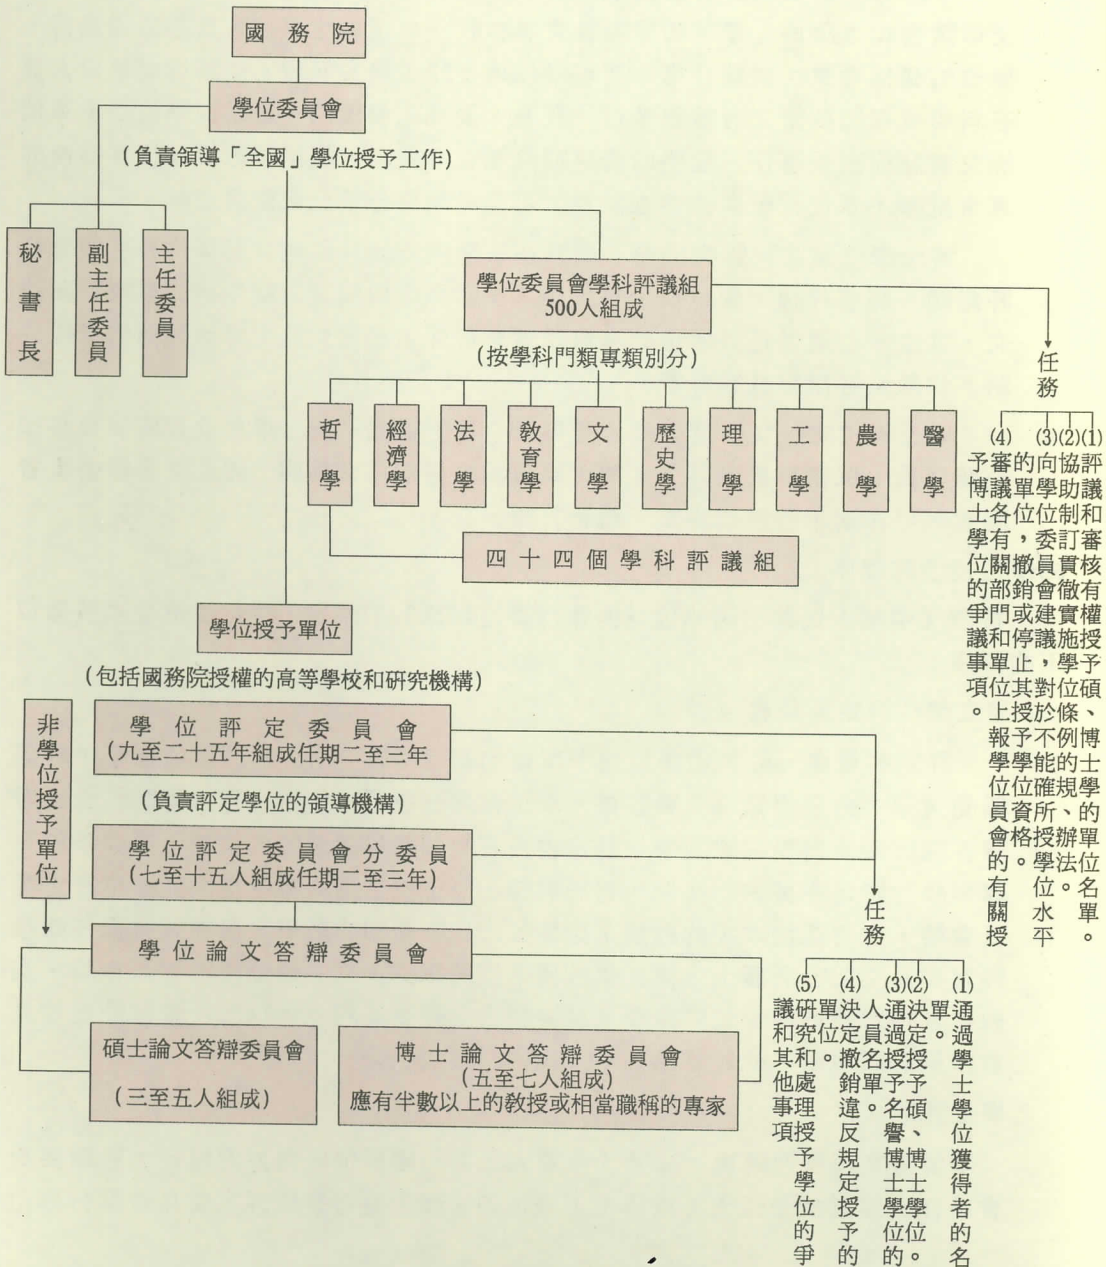 國務院
學位委員會
(負責領導「全國」學位授予工作)
秘書長
副主任委員
主任委員
學位委員會學科評議組
500人組成
(按學科門類專類別分)
哲學
經濟學
法學
教育學
文學
歷史學
理學
工學
農學
醫學
四十四個學科評議組
任務
(1)評議和審核有權授予碩、博士學的單位名單。
(2)協助制訂貫徹實施學位條例的規、辦法。
(3)向學位委員會建議，對於不能確所授學位水平
的單位，撤銷或停止其授予學位資格。
(4)審議各有關部門和單位上報學位員會的有關授
予博士學位的爭議事項。
學位授予單位
(包括國務院授權的高等學校和研究機構)
非學位授予單位
學位評定委員會
(九至二十五年組成任期二至三年
(負責評定學位的領導機構)
學位評定委員會分委員
(七至十五人組成任期二至三年)
學位論文答辯委員會
碩士論文答辯委員會
(三至五人組成)
博士論文答辯委員會
(五至七人組成)
應有半數以上的教授或相當職稱的專家
任務
(1)通過學士學位獲得者的名
單。
(2)決定授予碩、博士學位。
(3)通過授予名譽博士學位的
人員名單。
(4)決定撤銷違反規定授予的
單位。
(5)研究和處理授予學位的爭
議和其他事項